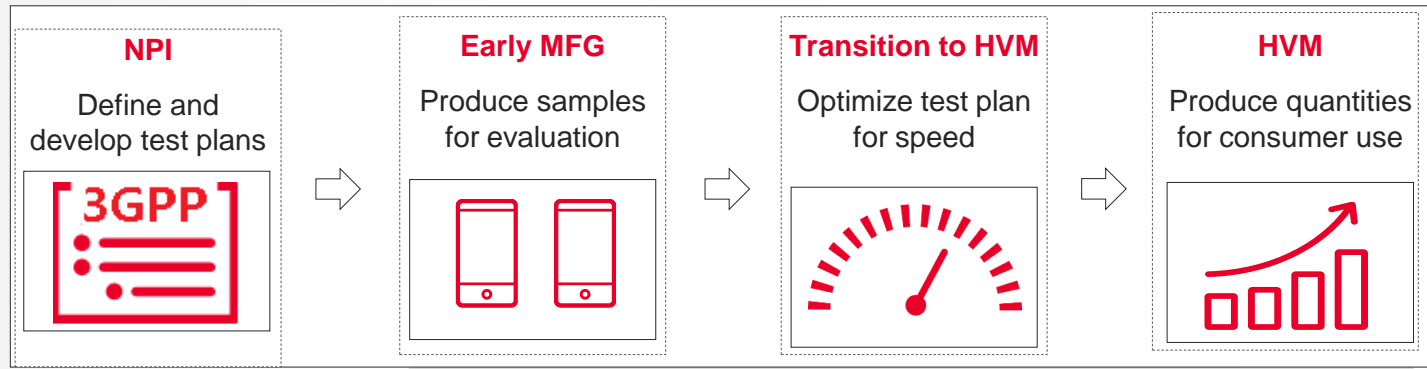 NPI
Define and
develop test plans
3GPP
Early MFG
Produce samples
for evaluation
Transition to HVM
Optimize test plan
for speed
HVM
Produce quantities
for consumer use